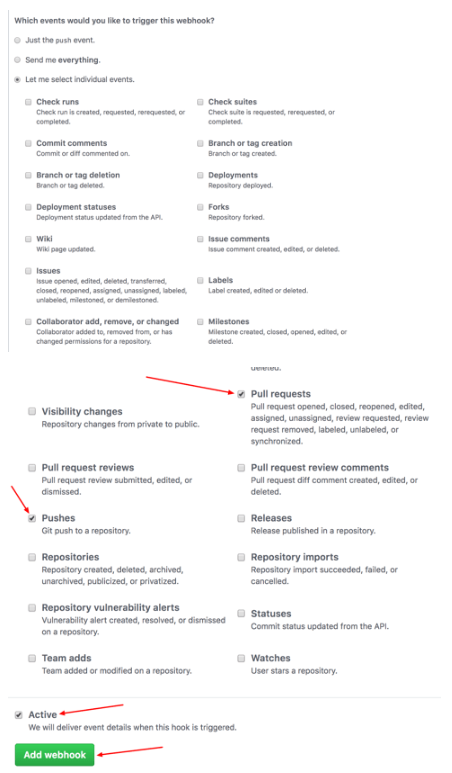 Which events would you like to trigger this webhook?
Just the push event.
Send me everything.
Let me select individual events.
Check runs
Check run is created, requested, rerequested, or
completed.
Check suites
Check suite is requested, rerequested, or
completed.
Commit comments
Commit or diff commented on.
Branch or tag creation
Branch or tag created.
Branch or tag deletion
Branch or tag deleted.
Deployments
Repository deployed.
Deployment statuses
Deployment status updated from the API.
Forks
Repository forked.
Wiki
Wiki page updated.
Issue comments
Issue comment created, edited, or deleted.
Issues
Issue opened, edited, deleted, transferred,
closed, reopened, assigned, unassigned, labeled,
unlabeled, milestoned, or demilestoned.
Labels
Label created, edited or deleted.
Collaborator add, remove, or changed
Collaborator added to, removed from, or has
changed permissions for a repository.
Milestones
Milestone created, closed, opened, edited, or
deleted.
deleted.
Visibility changes
Repository changes from private to public.
Pull requests
Pull request opened, closed, reopened, edited,
assigned, unassigned, review requested, review
request removed, labeled, unlabeled, or
synchronized.
Pull request reviews
Pull request review submitted, edited, or
dismissed.
Pull request review comments
Pull request diff comment created, edited, or
deleted.
Pushes
Git push to a repository.
Releases
Release published in a repository.
Repositories
Repository created, deleted, archived,
unarchived, publicized, or privatized.
Repository imports
Repository import succeeded, failed, or
cancelled.
Repository vulnerability alerts
Vulnerability alert created, resolved, or dismissed
on a repository.
Statuses
Commit status updated from the API.
Team adds
Team added or modified on a repository.
Watches
User stars a repository.
Active
We will deliver event details when this hook is triggered.
Add webhook